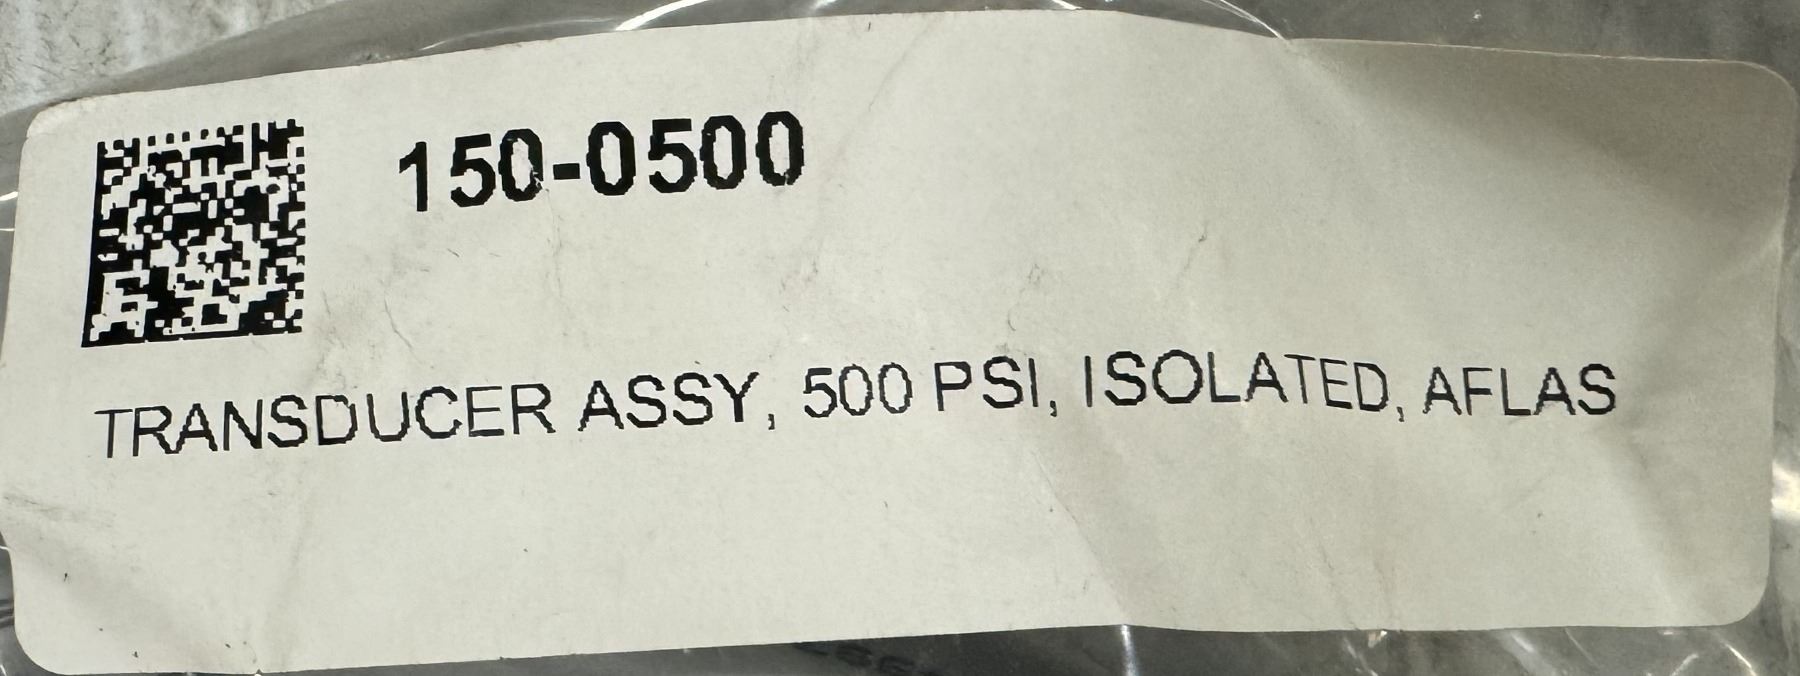 150-0500
TRANSDUCER ASSY, 500 PSI, ISOLATED, AFLAS